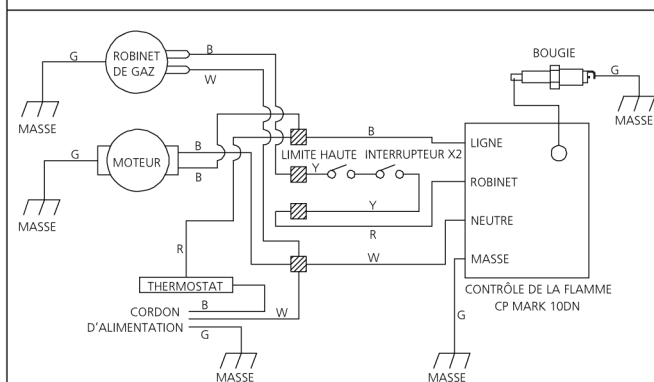 G
ROBINET
DE GAZ
B
W
MASSE
BOUGIE
G
MASSE
G
MOTEUR
B
B
MASSE
B
LIGNE
LIMITE HAUTE
INTERRUPTEUR X2
Y
ROBINET
Y
R
NEUTRE
R
W
MASSE
THERMOSTAT
CONTRÔLE DE LA FLAMME
CP MARK 10DN
CORDON
D'ALIMENTATION
B
W
G
G
MASSE
MASSE